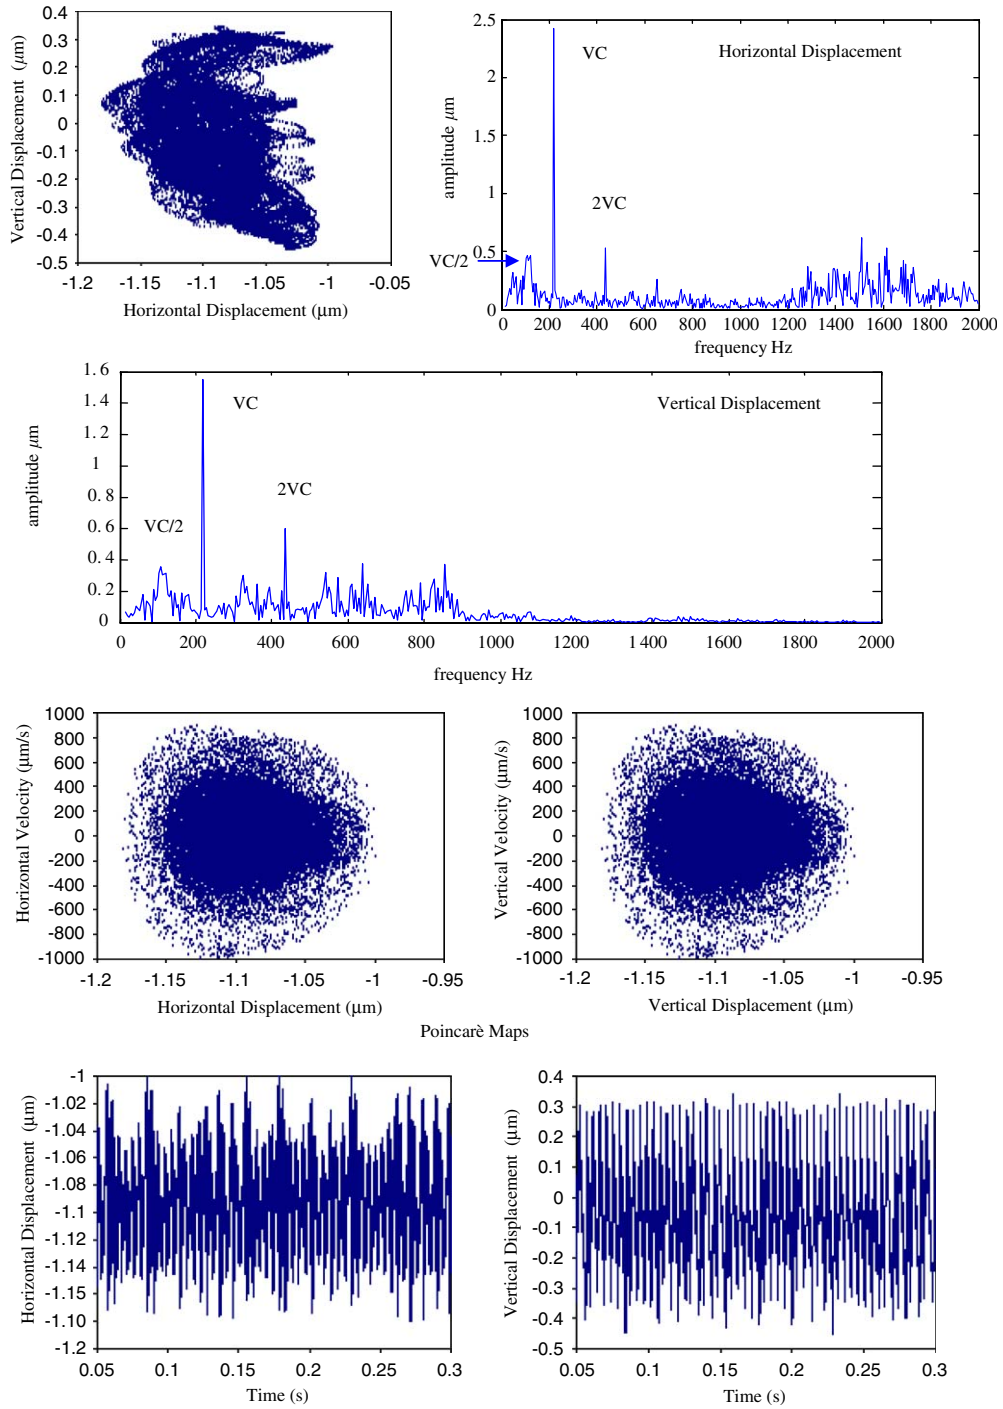 0.4
0.3
0.2
0.1
0
-0.1
-0.2
-0.3
-0.4
-0.5
Vertical Displacement (μm)
-1.2 -1.15 -1.1 -1.05 -1 -0.05
Horizontal Displacement (μm)
2.5
2
1.5
1
0.5
0
amplitude μm
VC
Horizontal Displacement
2VC
VC/2
0 200 400 600 800 1000 1200 1400 1600 1800 2000
frequency Hz
1. 6
1. 4
1. 2
1
0. 8
0. 6
0. 4
0. 2
0
amplitude μm
VC
Vertical Displacement
2VC
VC/2
0 200 400 600 800 1000 1200 1400 1600 1800 2000
frequency Hz
1000
800
600
400
200
0
-200
-400
-600
-800
-1000
Horizontal Velocity (μm/s)
-1.2 -1.15 -1.1 -1.05 -1 -0.95
Horizontal Displacement (μm)
1000
800
600
400
200
0
-200
-400
-600
-800
-1000
Vertical Velocity (μm/s)
-1.2 -1.15 -1.1 -1.05 -1 -0.95
Vertical Displacement (μm)
Poincarè Maps
-1
-1.02
-1.04
-1.06
-1.08
-1.1
-1.12
-1.14
-1.16
-1.10
-1.2
Horizontal Displacement (μm)
0.05 0.1 0.15 0.2 0.25 0.3
Time (s)
0.4
0.3
0.2
0.1
0
-0.1
-0.2
-0.3
-0.4
-0.5
Vertical Displacement (μm)
0.05 0.1 0.15 0.2 0.25 0.3
Time (s)